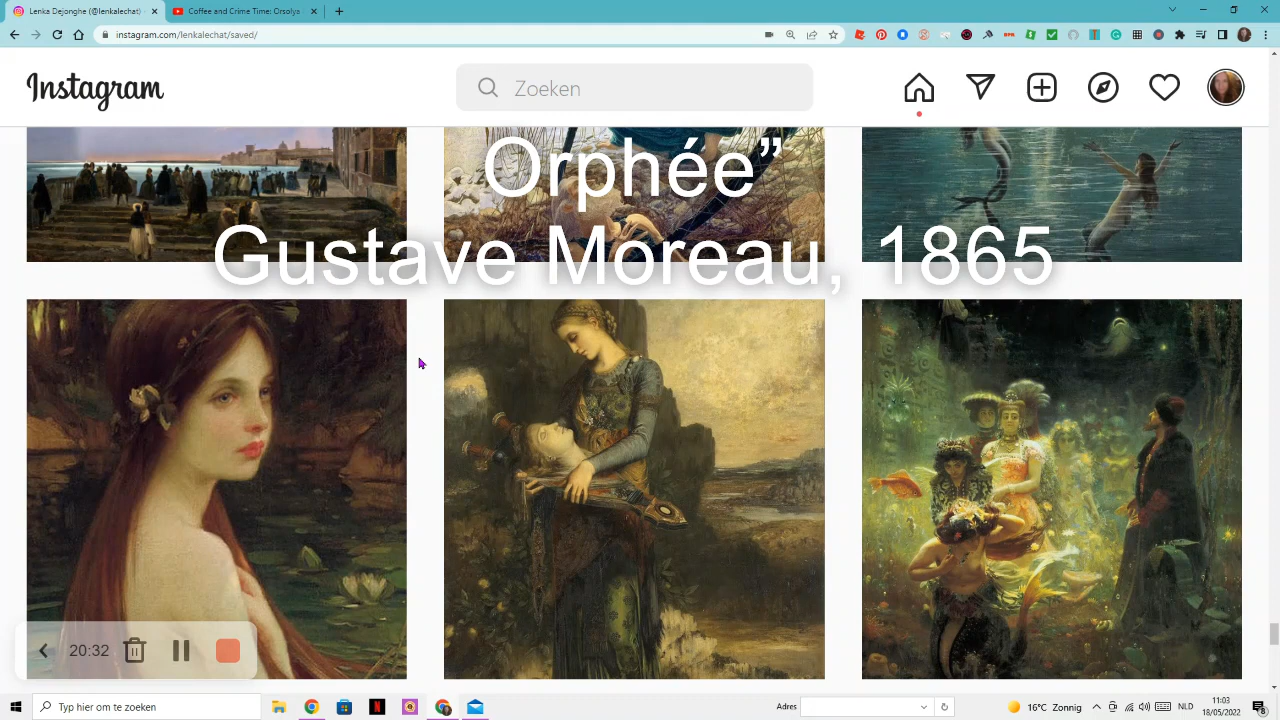 Lenka Dejonghe (@lenkalechat) ·
Coffee and Crime Time: Orsolya
instagram.com/lenkalechat/saved/
Instagram
Zoeken
Orphée”
Gustave Moreau, 1865
20:32
Typ hier om te zoeken
Adres
16°C Zonnig
NLD
11:03
18/05/2022